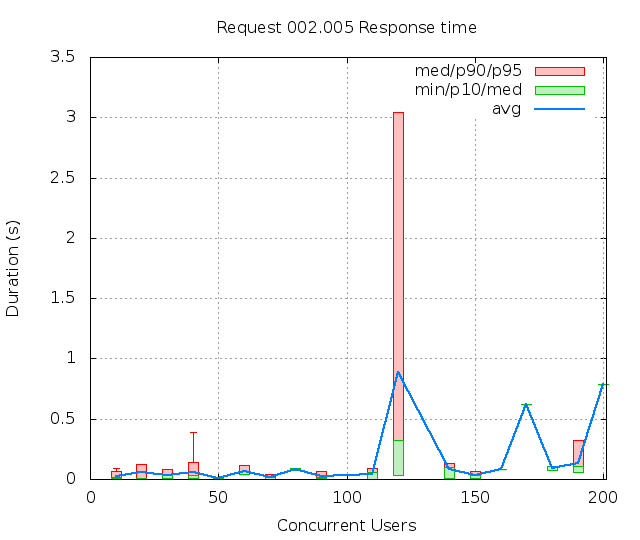 Request 002.005 Response time
3.5
3
2.5
2
1.5
1
0.5
0
Duration (s)
med/p90/p95
min/p10/med
avg
0 50 100 150 200
Concurrent Users